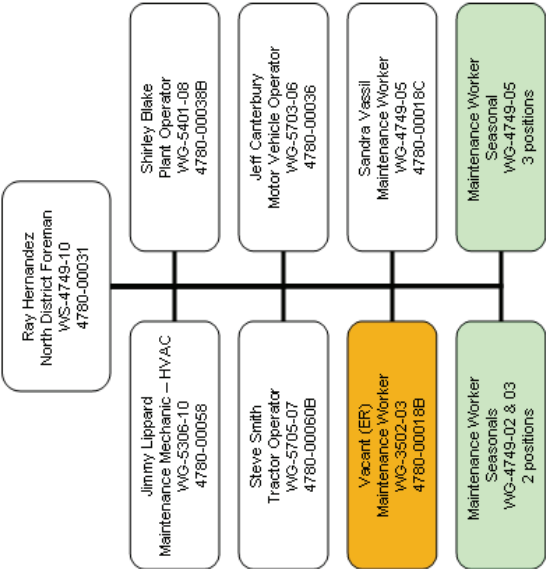 Ray Hernandez
North District Foreman
WS-4749-10
4780-00031
Jimmy Lippard
Maintenance Mechanic – HVAC
WG-5306-10
4780-00058
Shirley Blake
Plant Operator
WG-5401-08
4780-00038B
Steve Smith
Tractor Operator
WG-5705-07
4780-00060B
Jeff Canterbury
Motor Vehicle Operator
WG-5703-06
4780-00036
Vacant (ER)
Maintenance Worker
WG-3502-03
4780-00018B
Sandra Vassil
Maintenance Worker
WG-4749-05
4780-00018C
Maintenance Worker
Seasonals
WG-4749-02 & 03
2 positions
Maintenance Worker
Seasonal
WG-4749-05
3 positions